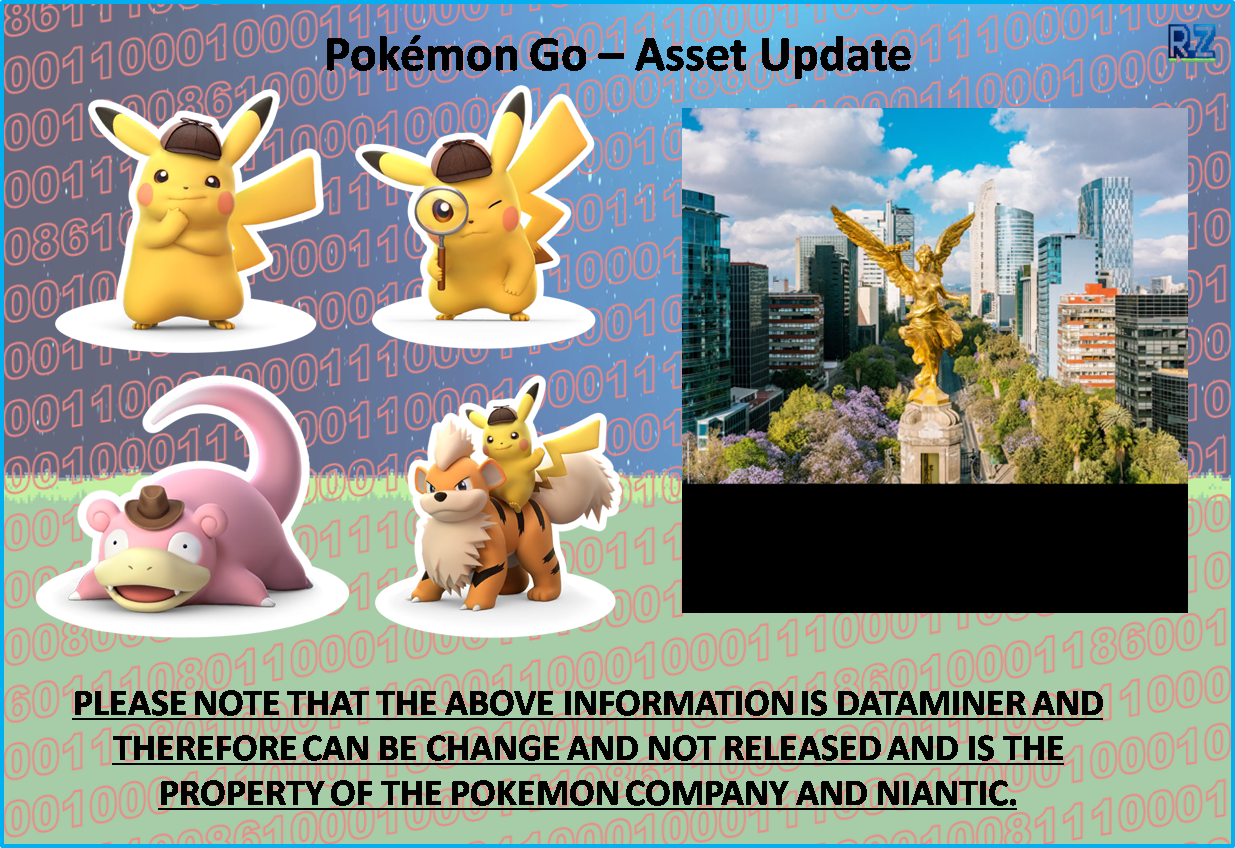 Pokémon Go – Asset Update
RZ
PLEASE NOTE THAT THE ABOVE INFORMATION IS DATAMINER AND
THEREFORE CAN BE CHANGE AND NOT RELEASED AND IS THE
PROPERTY OF THE POKEMON COMPANY AND NIANTIC.